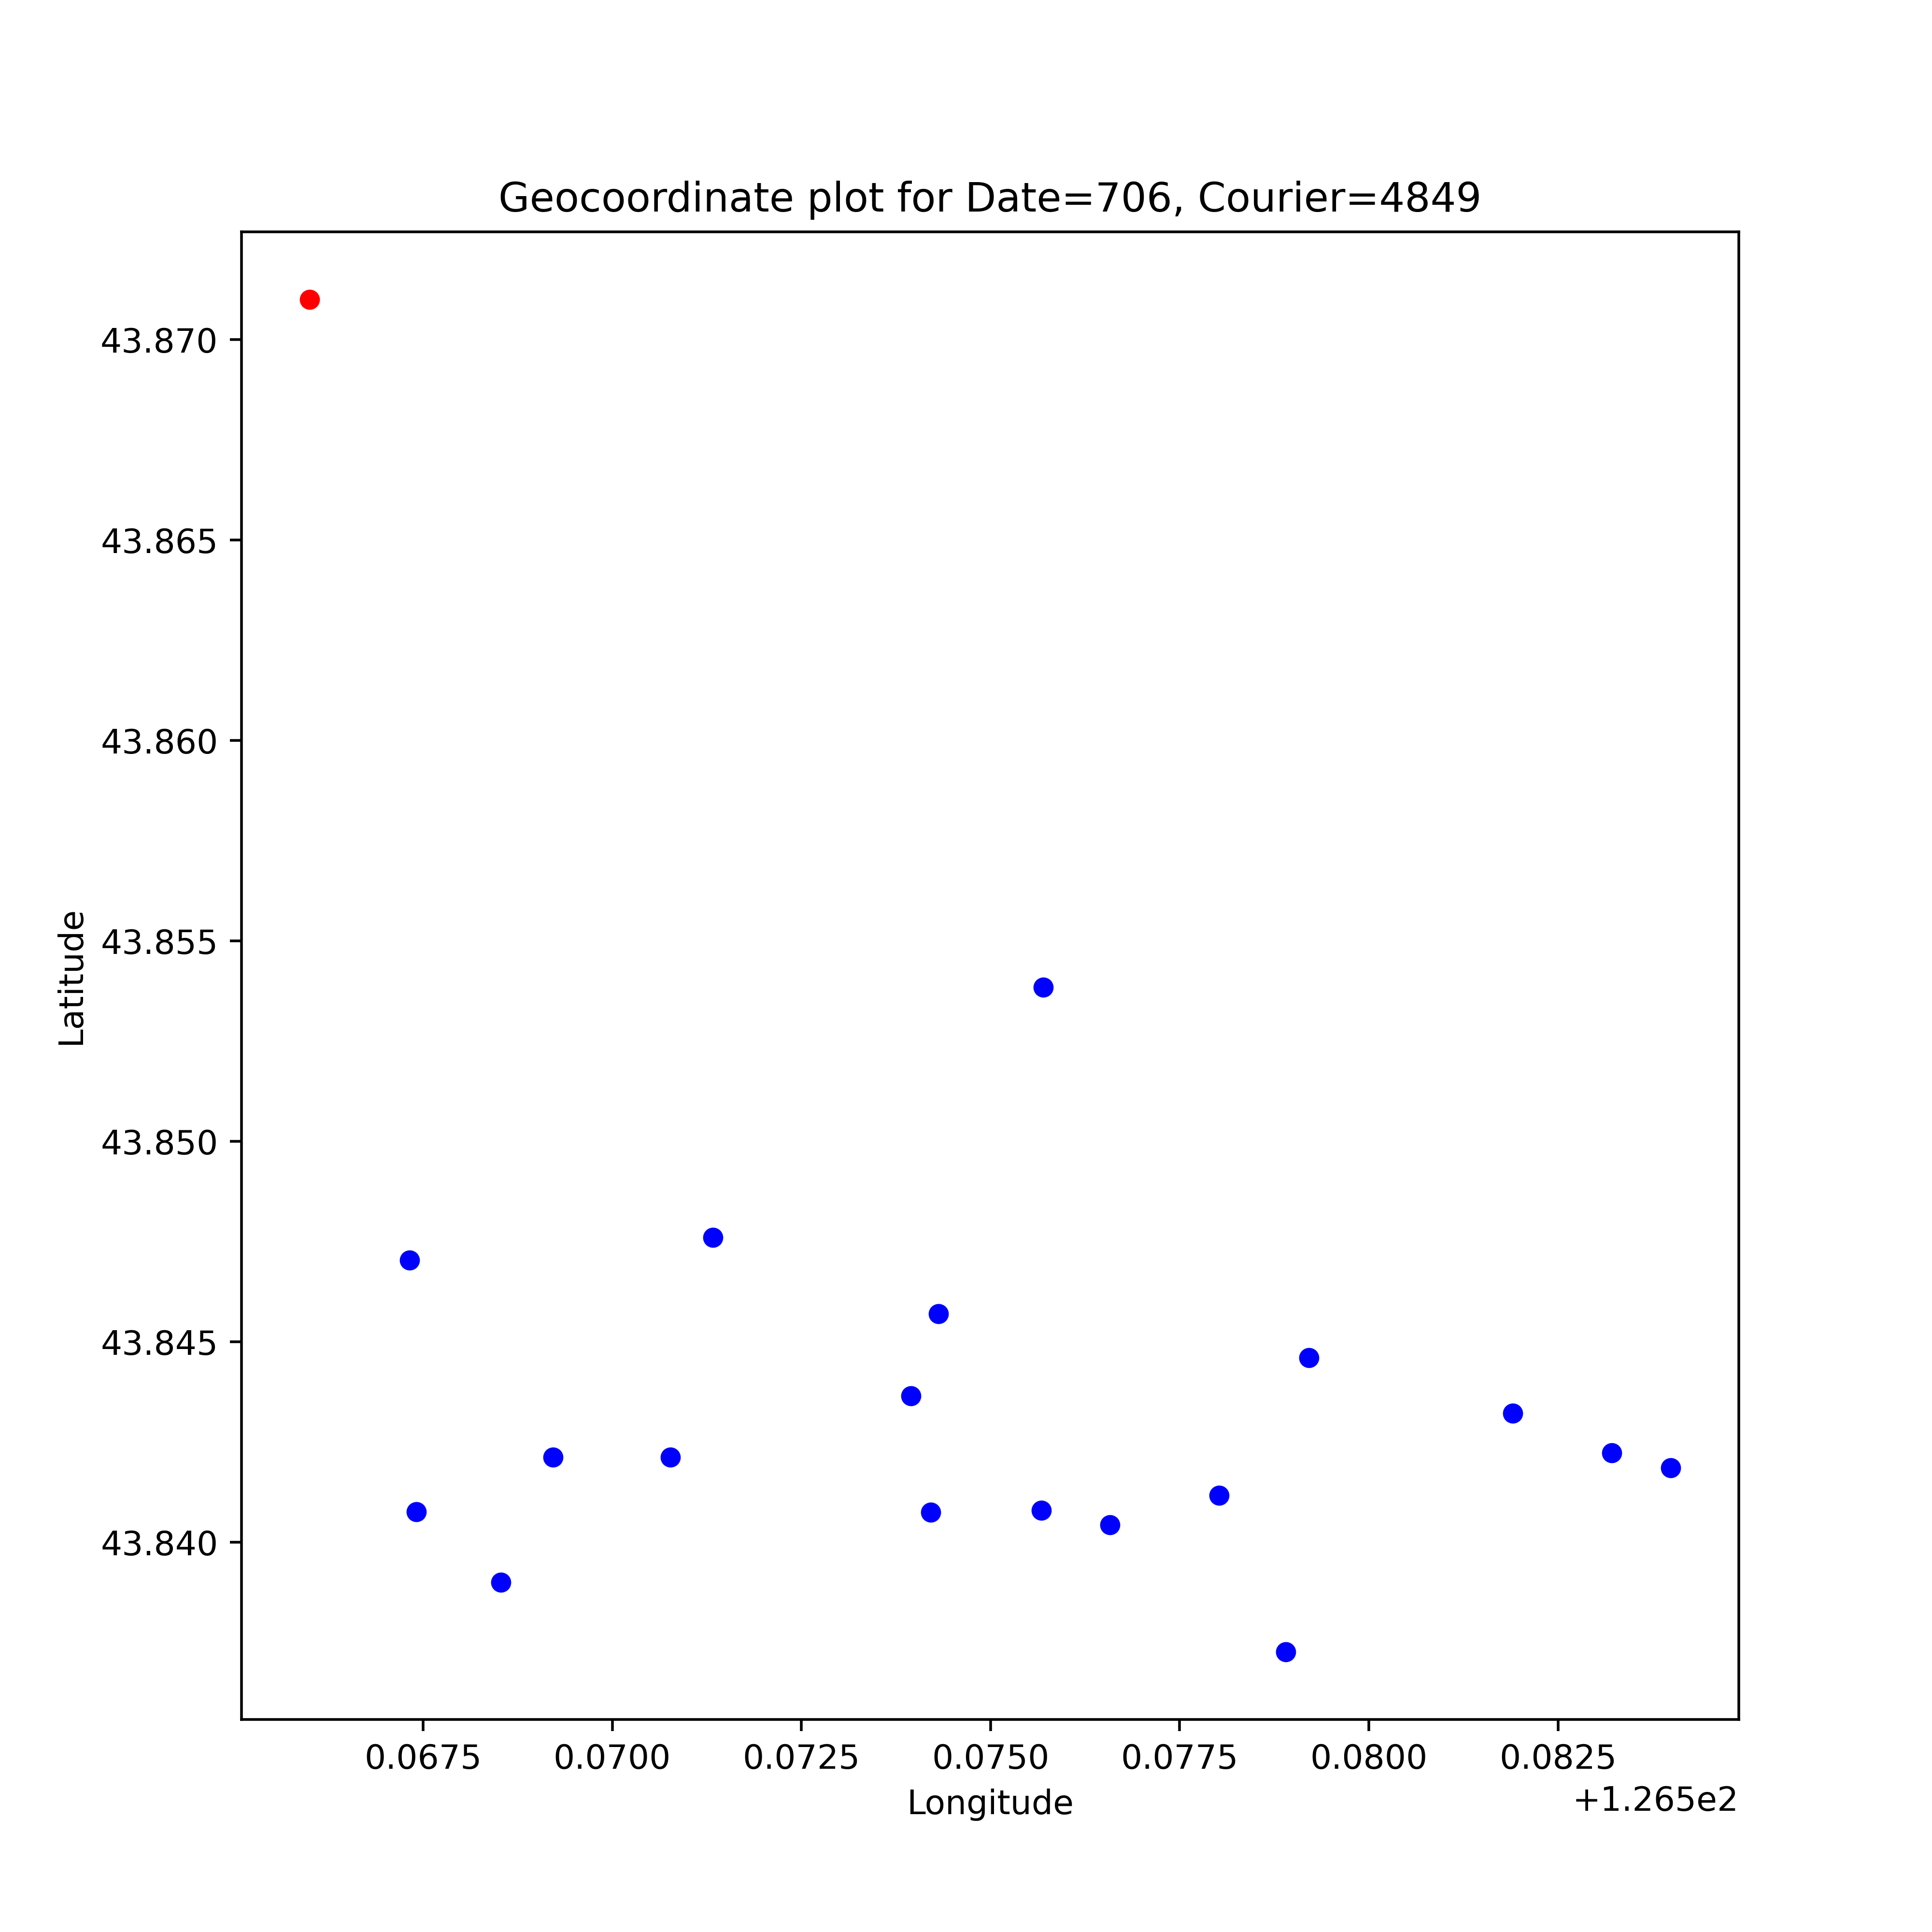 Geocoordinate plot for Date=706, Courier=4849
Latitude
43.870
43.865
43.860
43.855
43.850
43.845
43.840
0.0675 0.0700 0.0725 0.0750 0.0775 0.0800 0.0825
Longitude
+1.265e2